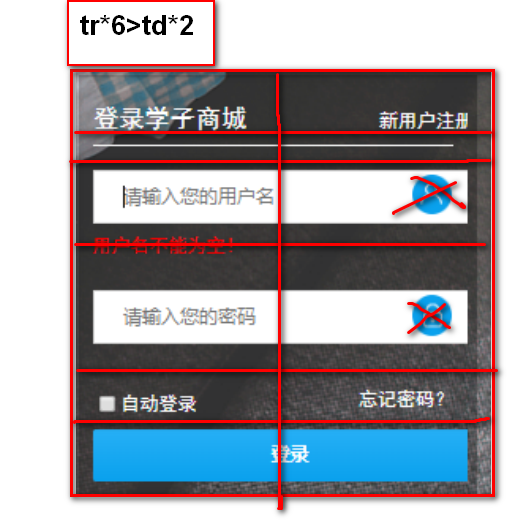 tr*6>td*2
登录学子商城 新用户注册
请输入您的用户名
用户名不能为空!
请输入您的密码
自动登录 忘记密码?
登录